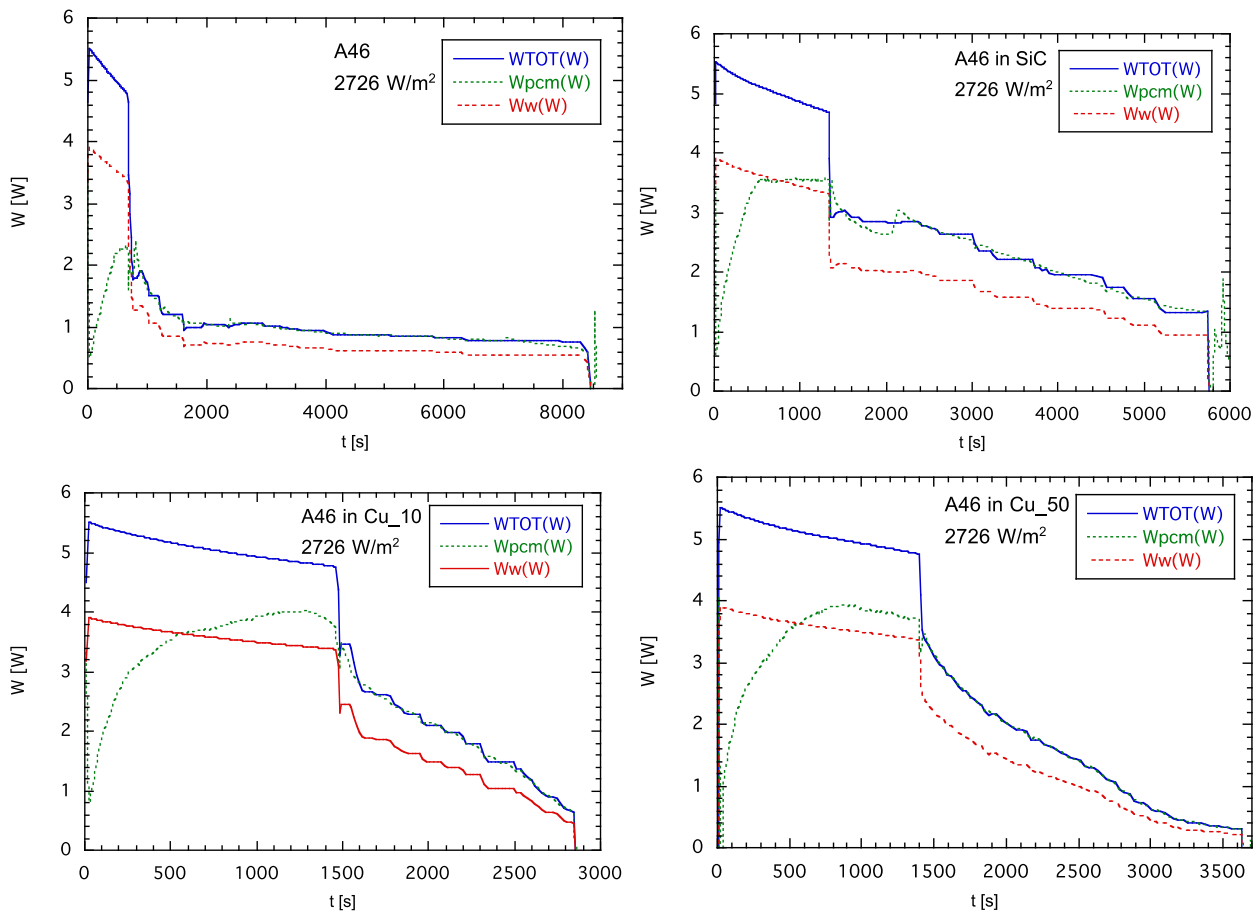 6
5
4
3
2
1
0
W [W]
A46
2726 W/m²
WTOT(W)
Wpcm(W)
Ww(W)
0
2000
4000
6000
8000
t [s]
6
5
4
3
2
1
0
W [W]
A46 in SiC
2726 W/m²
WTOT(W)
Wpcm(W)
Ww(W)
0
1000
2000
3000
4000
5000
6000
t [s]
6
5
4
3
2
1
0
W [W]
A46 in Cu_10
2726 W/m²
WTOT(W)
Wpcm(W)
Ww(W)
0
500
1000
1500
2000
2500
3000
t [s]
6
5
4
3
2
1
0
W [W]
A46 in Cu_50
2726 W/m²
WTOT(W)
Wpcm(W)
Ww(W)
0
500
1000
1500
2000
2500
3000
3500
t [s]